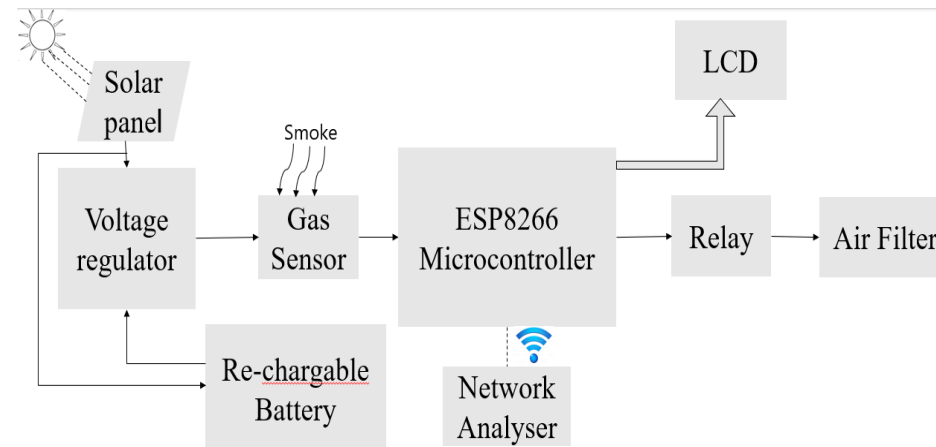 Solar
panel
LCD
Smoke
Voltage
regulator
Gas
Sensor
ESP8266
Microcontroller
Relay
Air Filter
Re-chargable
Battery
Network
Analyser